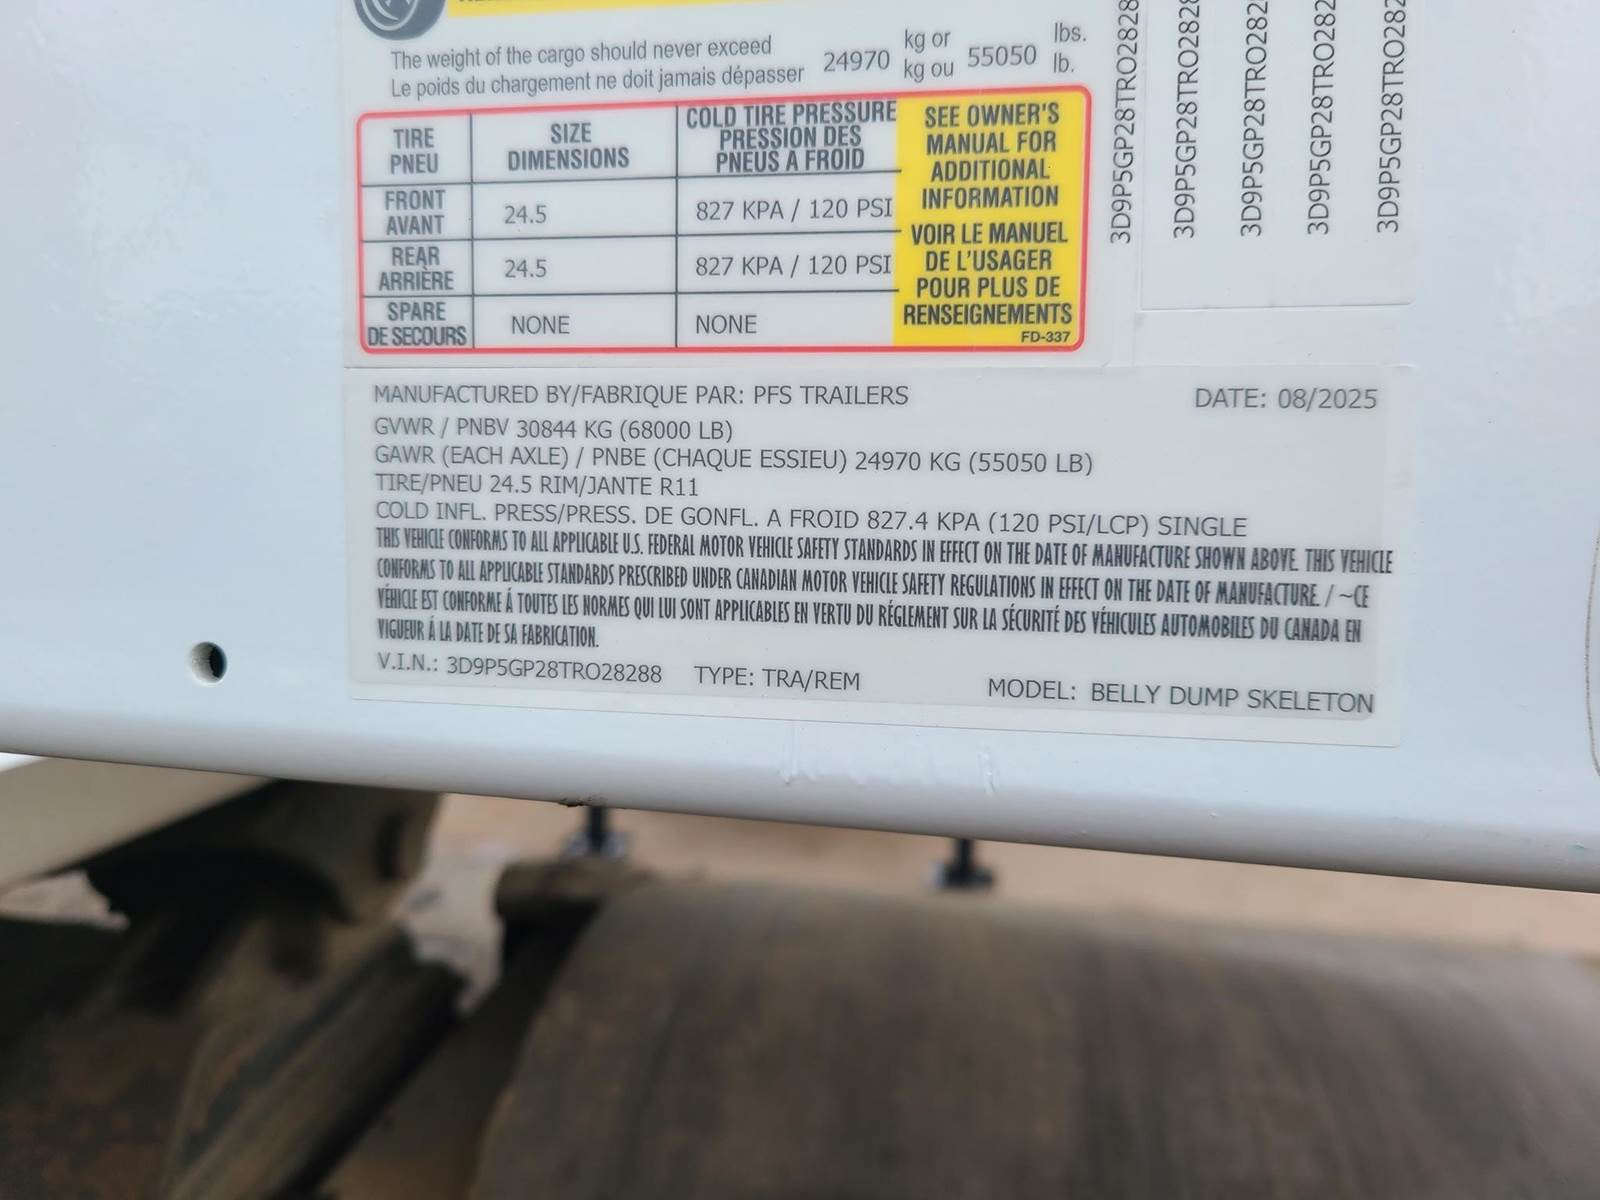 The weight of the cargo should never exceed 24970 kg or 55050 lbs.
Le poids du chargement ne doit jamais dépasser kg ou lb.
TIRE PNEU
SIZE DIMENSIONS
COLD TIRE PRESSURE
PRESSION DES
PNEUS A FROID
SEE OWNER'S
MANUAL FOR
ADDITIONAL
INFORMATION
VOIR LE MANUEL
DE L'USAGER
POUR PLUS DE
RENSEIGNEMENTS
FD-337
FRONT AVANT 24.5 827 KPA / 120 PSI
REAR ARRIÈRE 24.5 827 KPA / 120 PSI
SPARE DE SECOURS NONE NONE
3D9P5GP28TRO2828
3D9P5GP28TRO2828
3D9P5GP28TRO282
3D9P5GP28TRO282
3D9P5GP28TRO282
MANUFACTURED BY/FABRIQUE PAR: PFS TRAILERS DATE: 08/2025
GVWR / PNBV 30844 KG (68000 LB)
GAWR (EACH AXLE) / PNBE (CHAQUE ESSIEU) 24970 KG (55050 LB)
TIRE/PNEU 24.5 RIM/JANTE R11
COLD INFL. PRESS/PRESS. DE GONFL. A FROID 827.4 KPA (120 PSI/LCP) SINGLE
THIS VEHICLE CONFORMS TO ALL APPLICABLE U.S. FEDERAL MOTOR VEHICLE SAFETY STANDARDS IN EFFECT ON THE DATE OF MANUFACTURE SHOWN ABOVE. THIS VEHICLE
CONFORMS TO ALL APPLICABLE STANDARDS PRESCRIBED UNDER CANADIAN MOTOR VEHICLE SAFETY REGULATIONS IN EFFECT ON THE DATE OF MANUFACTURE. / ~CE
VÉHICLE EST CONFORME Á TOUTES LES NORMES QUI LUI SONT APPLICABLES EN VERTU DU RÉGLEMENT SUR LA SÉCURITÉ DES VÉHICULES AUTOMOBILES DU CANADA EN
VIGUEUR Á LA DATE DE SA FABRICATION.
V.I.N.: 3D9P5GP28TRO28288 TYPE: TRA/REM MODEL: BELLY DUMP SKELETON